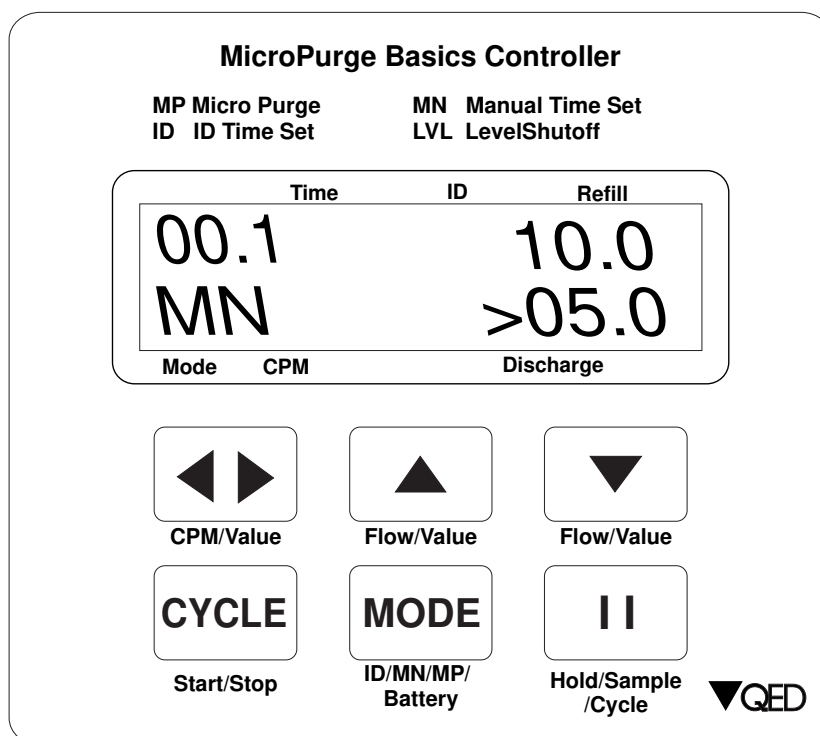 MicroPurge Basics Controller
MP Micro Purge MN Manual Time Set
ID ID Time Set LVL LevelShutoff
Time ID Refill
00.1 10.0
MN >05.0
Mode CPM Discharge
CPM/Value Flow/Value Flow/Value
CYCLE MODE I I
Start/Stop ID/MN/MP/ Hold/Sample
Battery /Cycle
QED